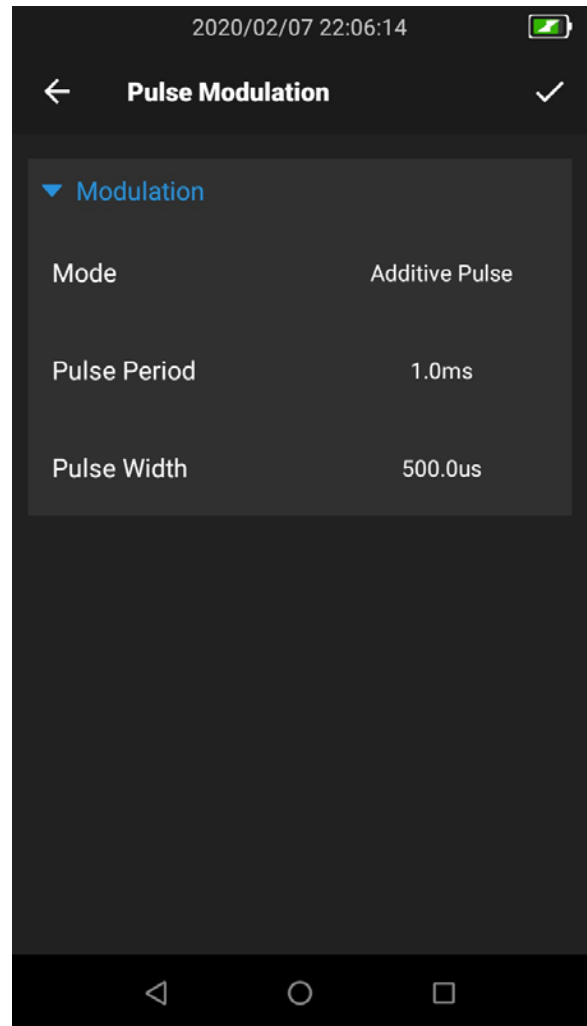 2020/02/07 22:06:14
Pulse Modulation
Modulation
Mode Additive Pulse
Pulse Period 1.0ms
Pulse Width 500.0us